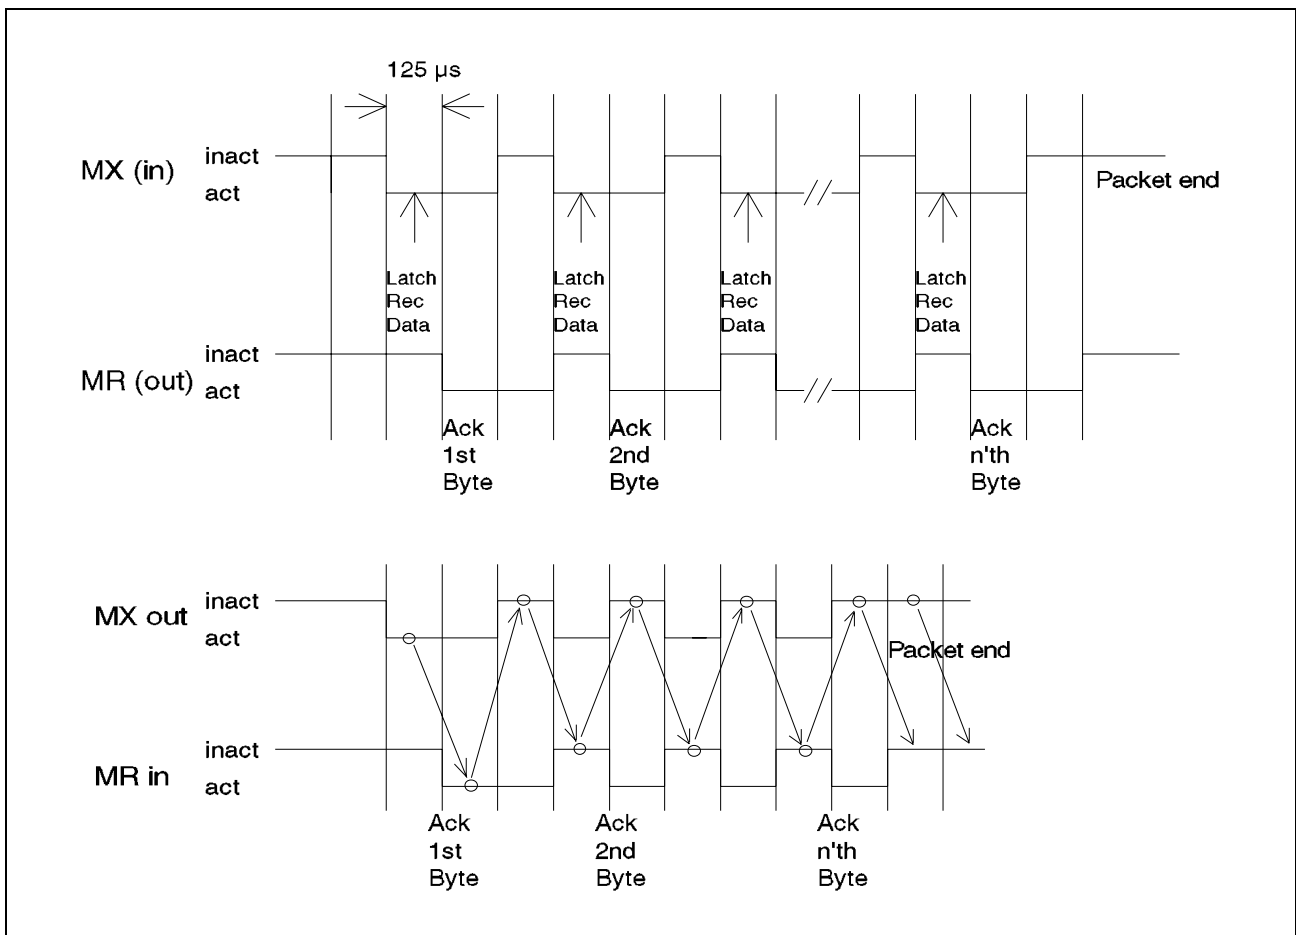 125 µs
inact
MX (in)
act
Packet end
Latch Rec Data
Latch Rec Data
Latch Rec Data
Latch Rec Data
inact
MR (out)
act
Ack 1st Byte
Ack 2nd Byte
Ack n'th Byte
inact
MX out
act
Packet end
inact
MR in
act
Ack 1st Byte
Ack 2nd Byte
Ack n'th Byte